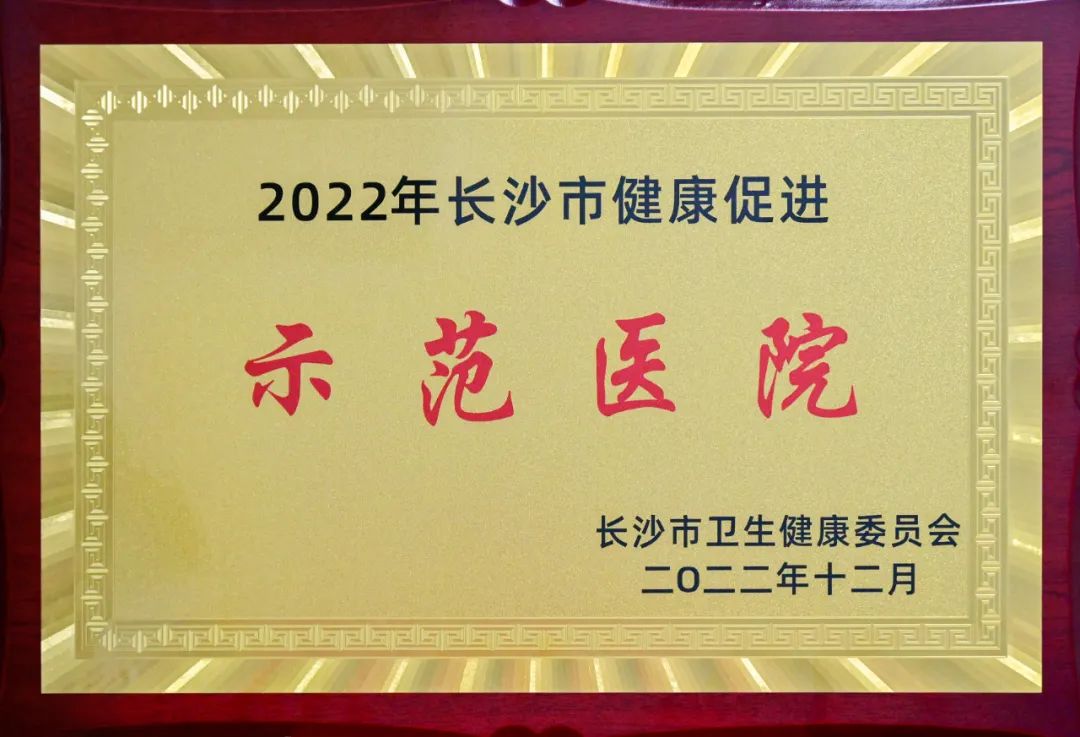 2022年长沙市健康促进
示范医院
长沙市卫生健康委员会
二O二二年十二月